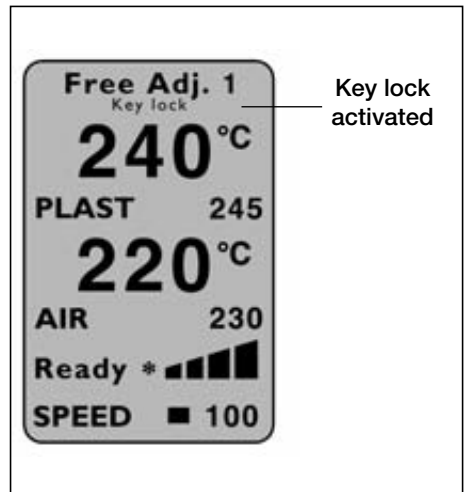 Free Adj. 1
Key lock
Key lock
activated
240°C
PLAST 245
220°C
AIR 230
Ready *
SPEED ■ 100